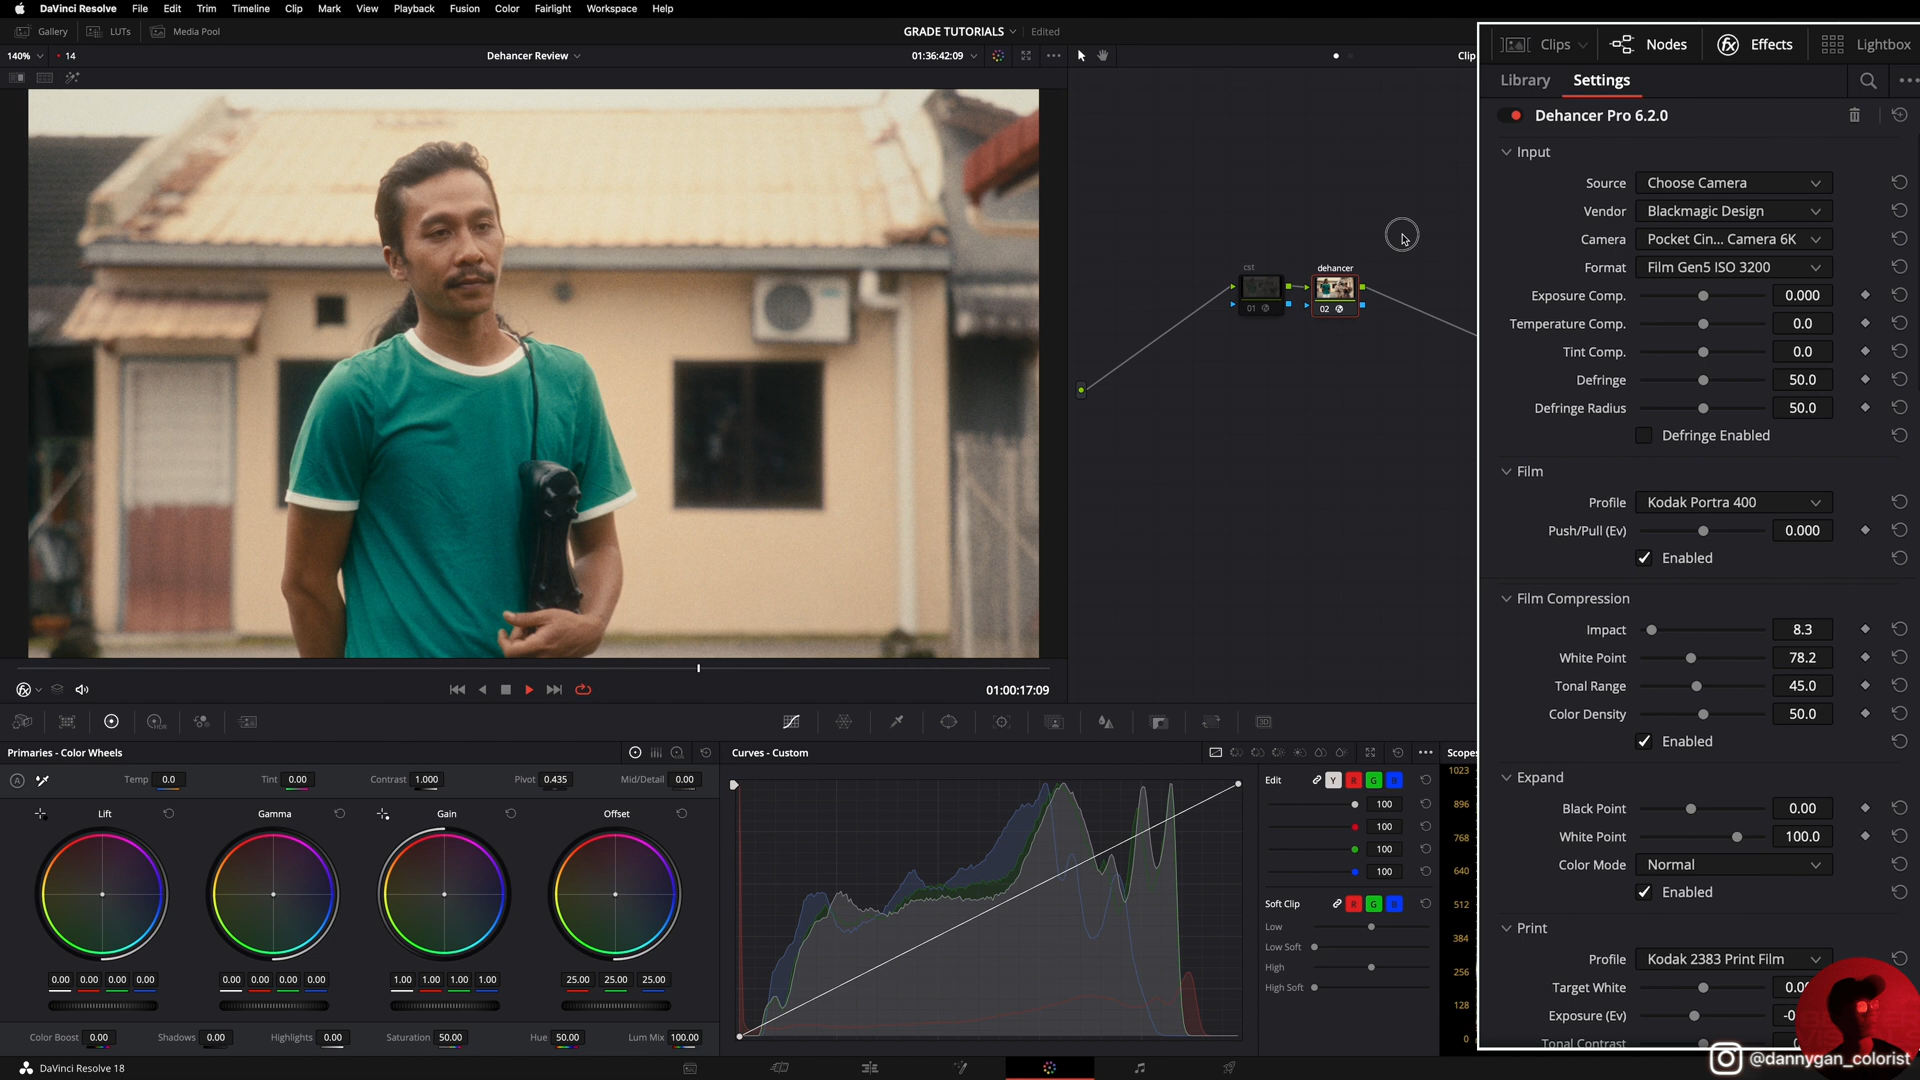 DaVinci Resolve File Edit Trim Timeline Clip Mark View Playback Fusion Color Fairlight Workspace Help
Gallery LUTs Media Pool GRADE TUTORIALS Edited
140% 14 Dehancer Review 01:36:42:09 Clip
Clips Nodes Effects Lightbox
Library Settings
Dehancer Pro 6.2.0
Input
Source Choose Camera
Vendor Blackmagic Design
Camera Pocket Cin... Camera 6K
Format Film Gen5 ISO 3200
Exposure Comp. 0.000
Temperature Comp. 0.0
Tint Comp. 0.0
Defringe 50.0
Defringe Radius 50.0
Defringe Enabled
Film
Profile Kodak Portra 400
Push/Pull (Ev) 0.000
Enabled
Film Compression
Impact 8.3
White Point 78.2
Tonal Range 45.0
Color Density 50.0
Enabled
Expand
Black Point 0.00
White Point 100.0
Color Mode Normal
Enabled
Print
Profile Kodak 2383 Print Film
Target White
Exposure (Ev)
Tonal Contrast
cst dehancer
01 02
01:00:17:09
Primaries - Color Wheels
Temp 0.0 Tint 0.00 Contrast 1.000 Pivot 0.435 Mid/Detail 0.00
Lift Gamma Gain Offset
0.00 0.00 0.00 0.00 0.00 0.00 0.00 0.00 1.00 1.00 1.00 1.00 25.00 25.00 25.00
Color Boost 0.00 Shadows 0.00 Highlights 0.00 Saturation 50.00 Hue 50.00 Lum Mix 100.00
Curves - Custom
Edit Y R G B
100
100
100
100
Soft Clip R G B
Low
Low Soft
High
High Soft
Scopes
1023
896
768
640
512
384
256
128
0
DaVinci Resolve 18
@dannygan_colorist